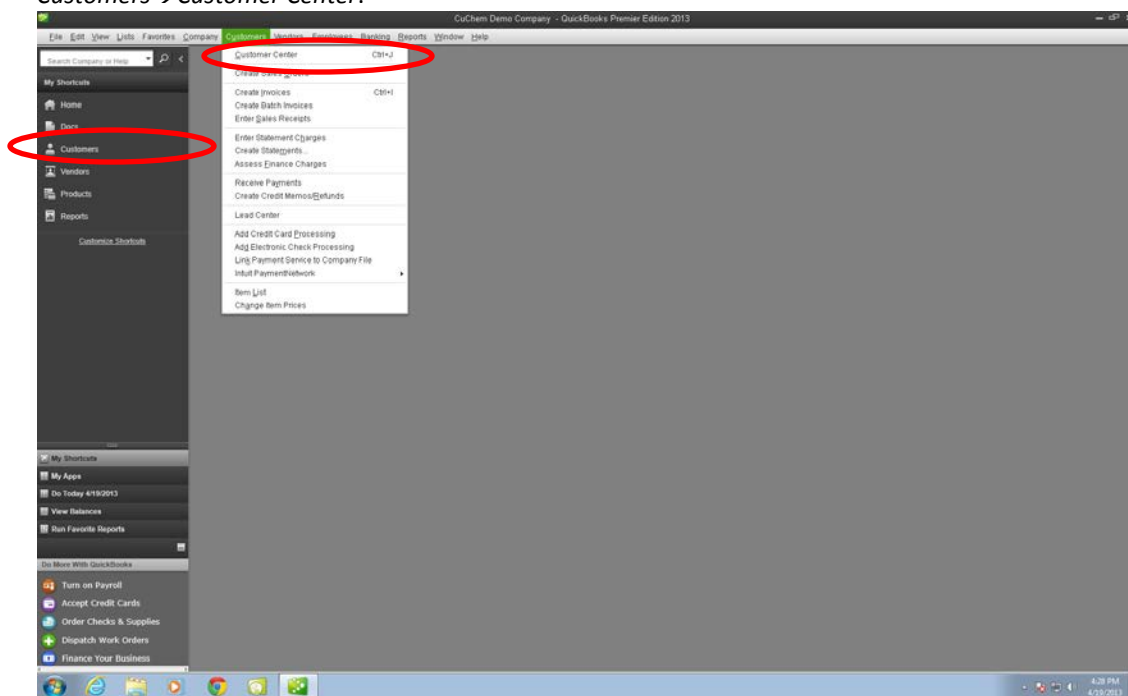 Customers → Customer Center.
CuChem Demo Company - QuickBooks Premier Edition 2013
File Edit View Lists Favorites Company Customers Vendors Employees Banking Reports Window Help
Search Company or Help
My Shortcuts
Home
Docs
Customers
Vendors
Products
Reports
Customize Shortcuts
Customer Center Ctrl+J
Create Sales Orders
Create Invoices Ctrl+I
Create Batch Invoices
Enter Sales Receipts
Enter Statement Charges
Create Statements...
Assess Finance Charges
Receive Payments
Create Credit Memos/Refunds
Lead Center
Add Credit Card Processing
Add Electronic Check Processing
Link Payment Service to Company File
Intuit PaymentNetwork
Item List
Change Item Prices
My Shortcuts
My Apps
Do Today 4/19/2013
View Balances
Run Favorite Reports
Do More With QuickBooks
Turn on Payroll
Accept Credit Cards
Order Checks & Supplies
Dispatch Work Orders
Finance Your Business
4:28 PM
4/19/2013